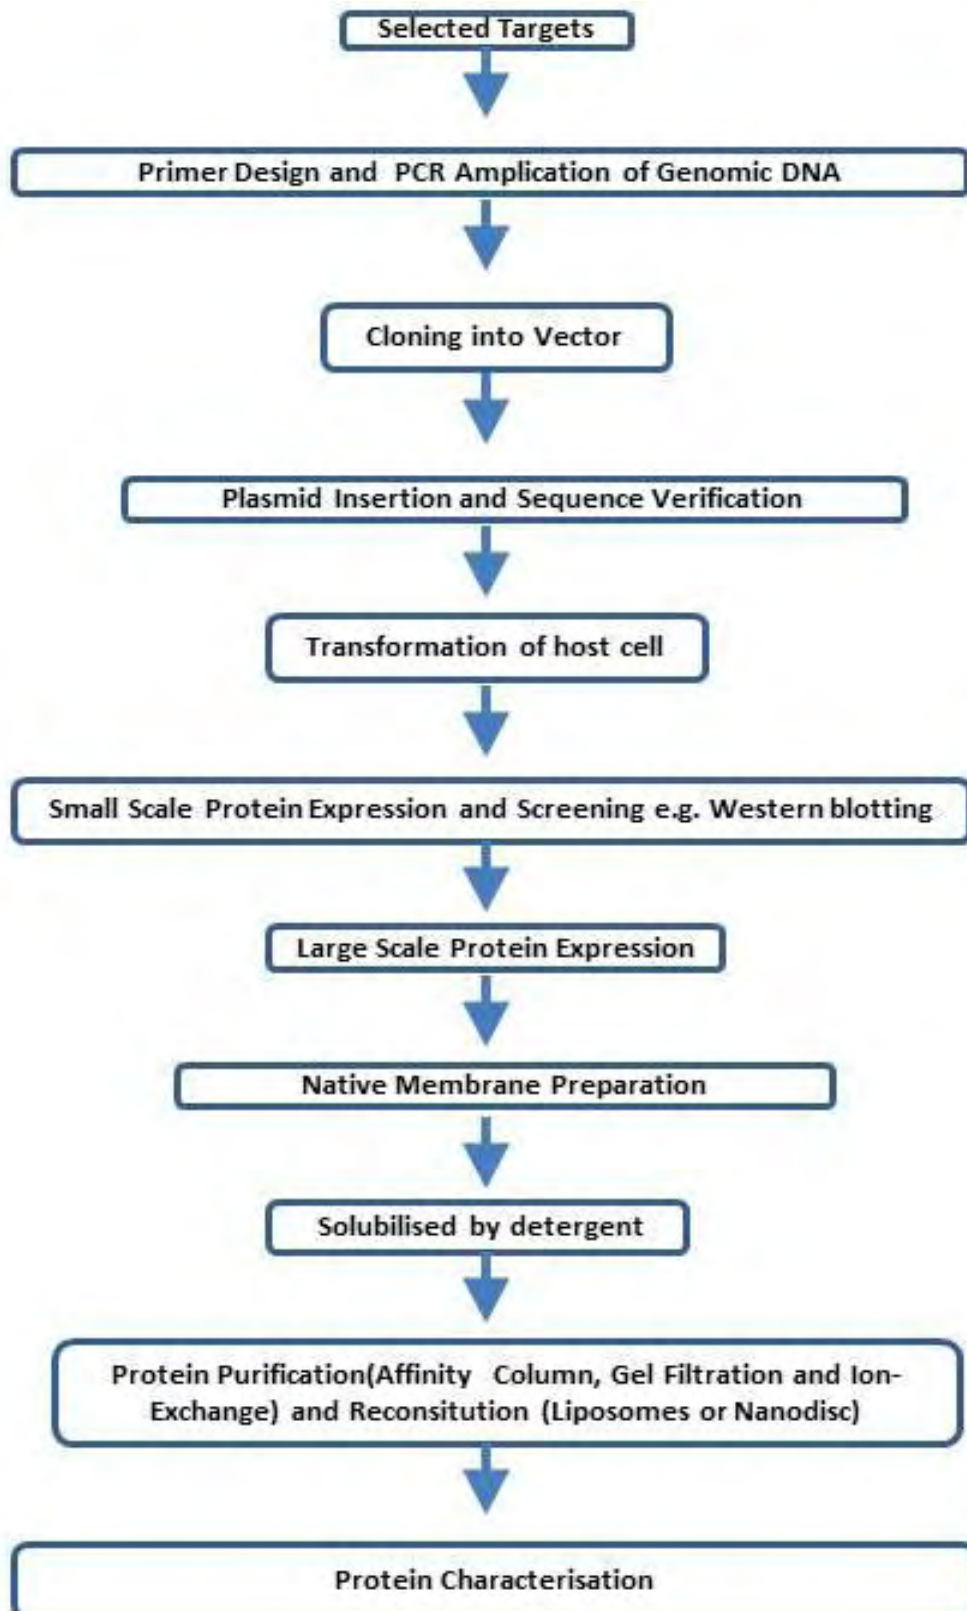 Selected Targets
Primer Design and PCR Amplication of Genomic DNA
Cloning into Vector
Plasmid Insertion and Sequence Verification
Transformation of host cell
Small Scale Protein Expression and Screening e.g. Western blotting
Large Scale Protein Expression
Native Membrane Preparation
Solubilised by detergent
Protein Purification(Affinity Column, Gel Filtration and Ion-
Exchange) and Reconsitution (Liposomes or Nanodisc)
Protein Characterisation